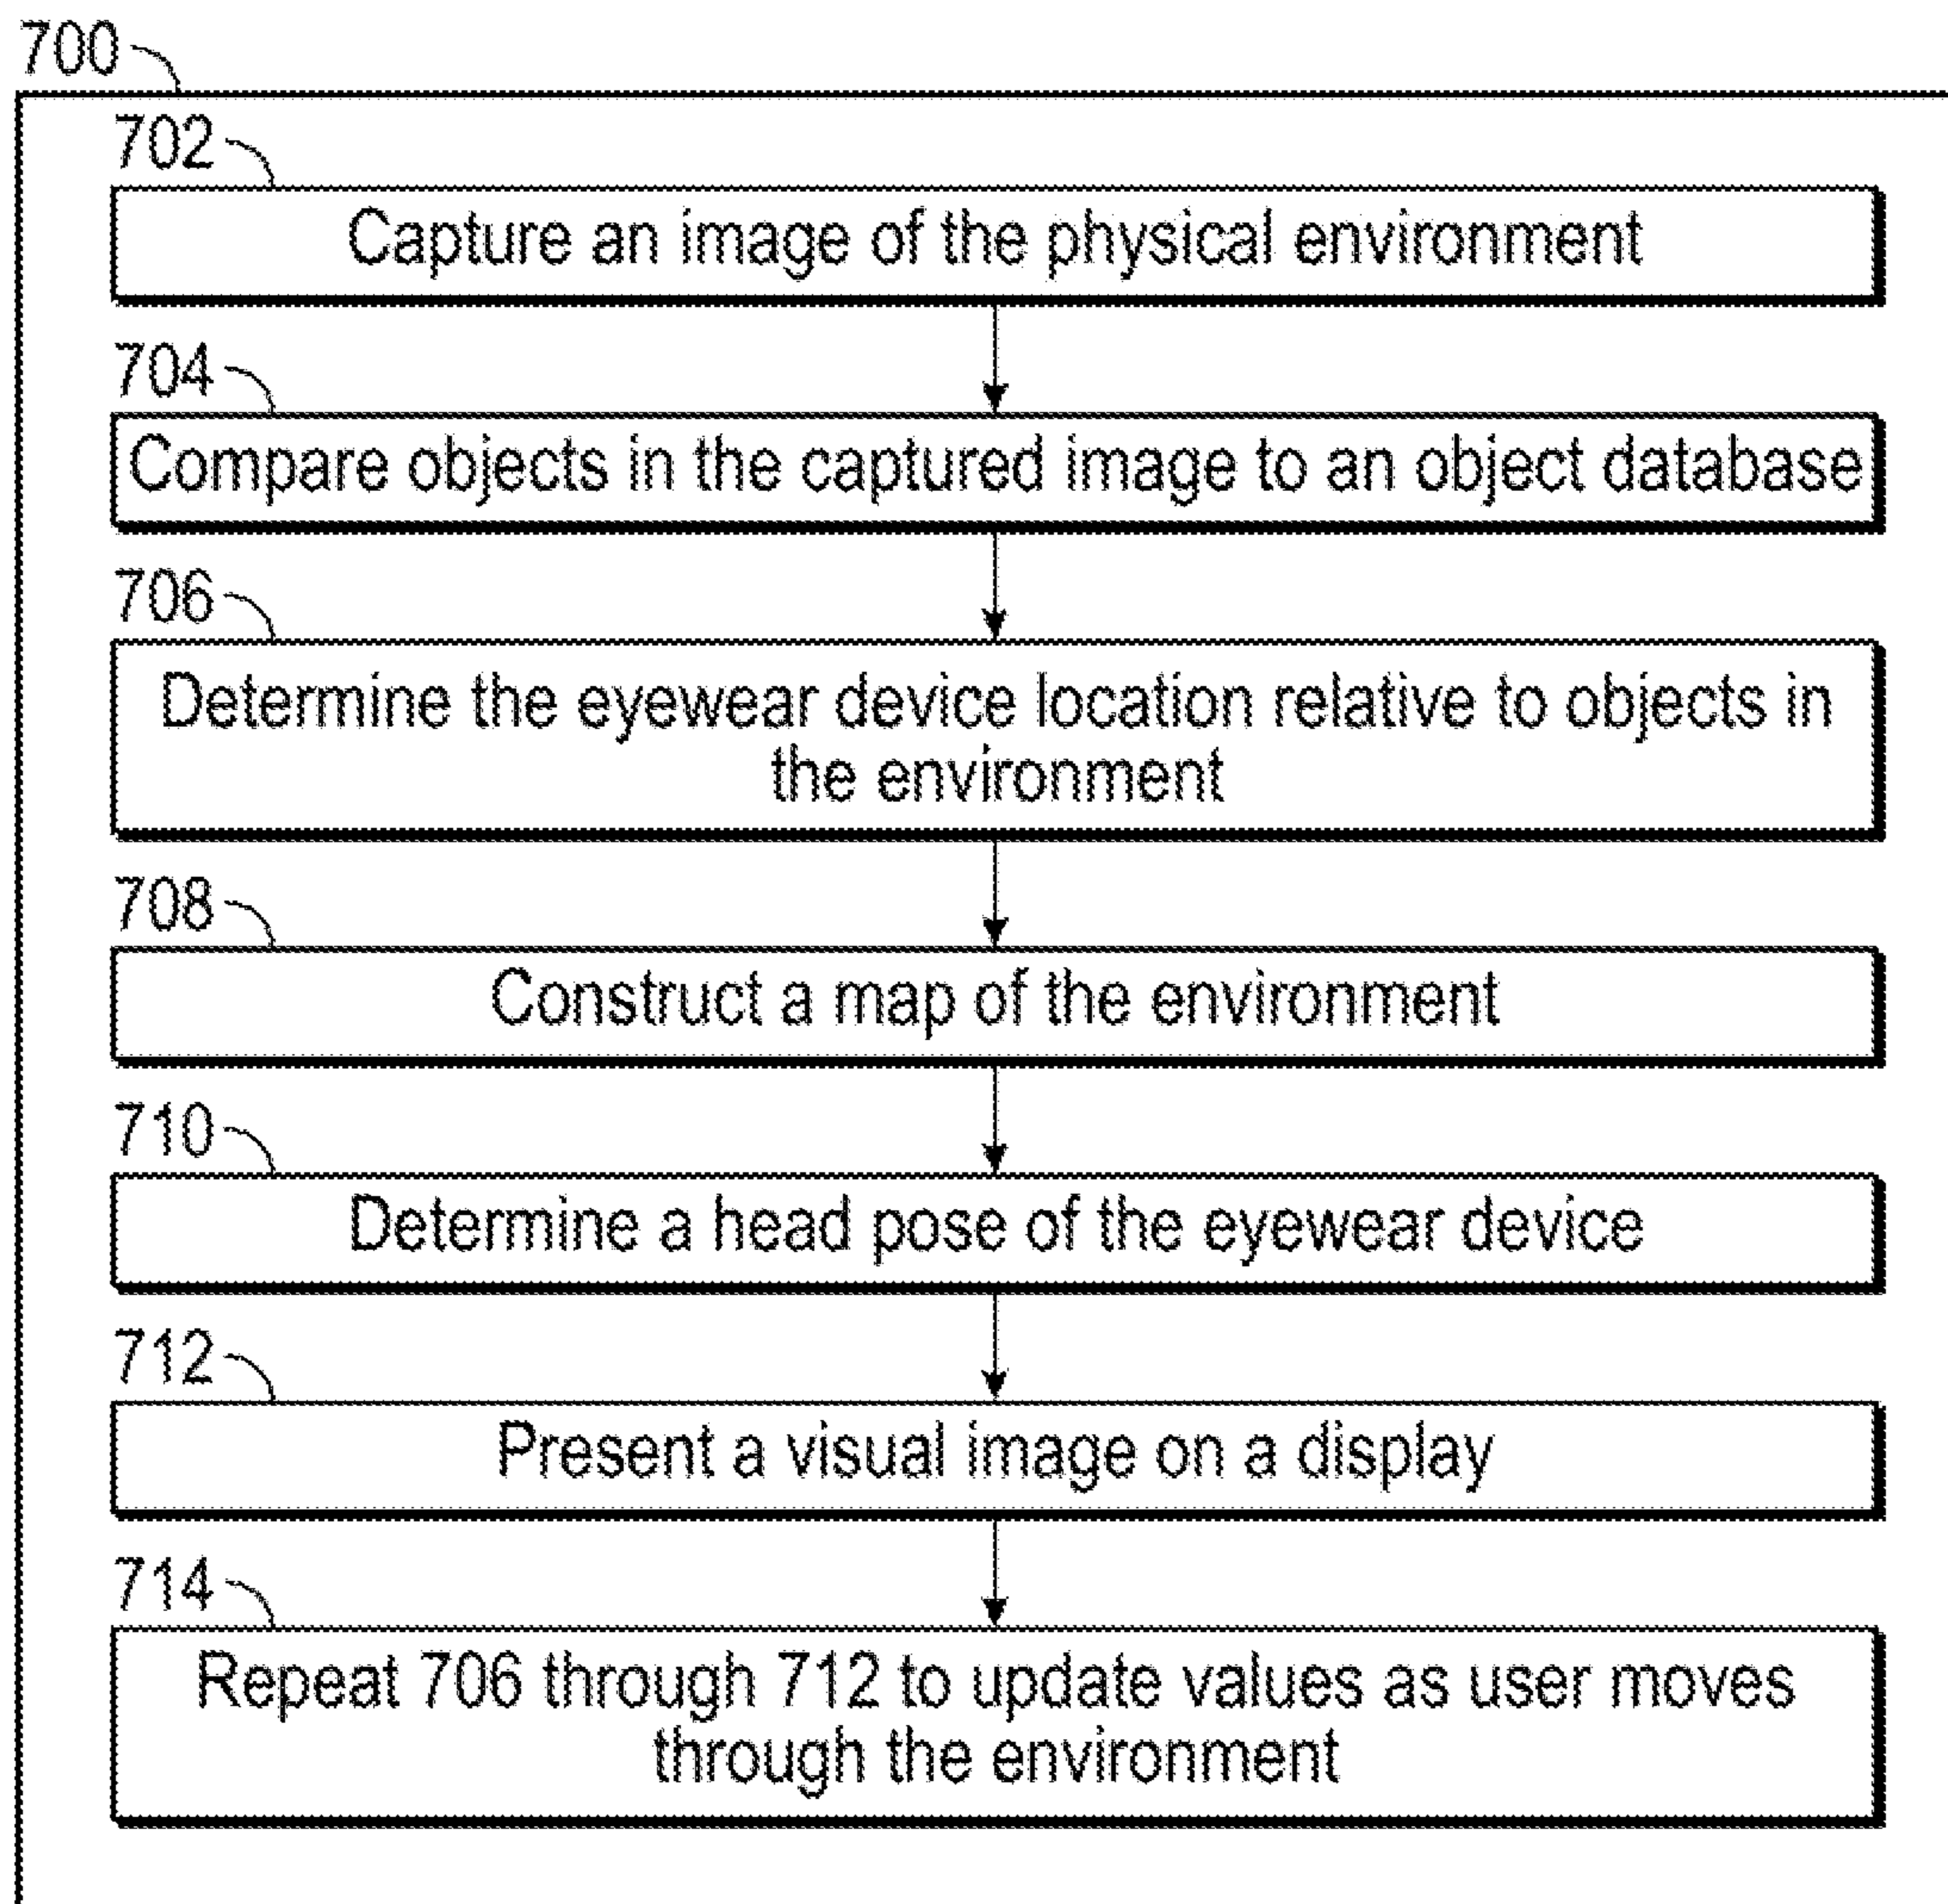 700
702
Capture an image of the physical environment
704
Compare objects in the captured image to an object database
706
Determine the eyewear device location relative to objects in
the environment
708
Construct a map of the environment
710
Determine a head pose of the eyewear device
712
Present a visual image on a display
714
Repeat 706 through 712 to update values as user moves
through the environment